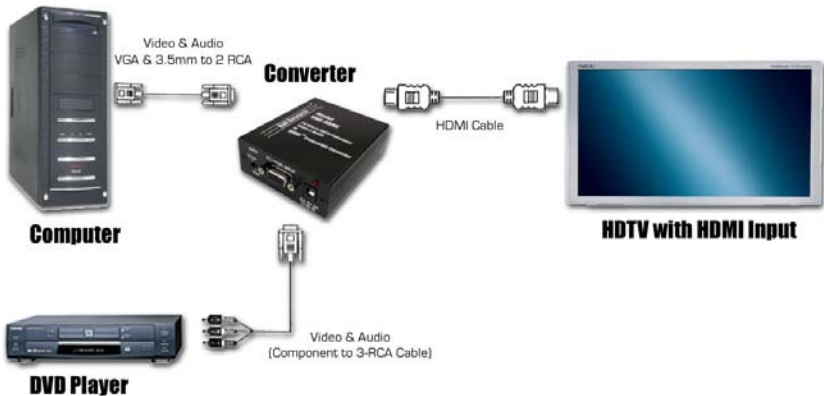 Video & Audio
VGA & 3.5mm to 2 RCA
Converter
HDMI Cable
Computer
HDTV with HDMI Input
Video & Audio
(Component to 3-RCA Cable)
DVD Player